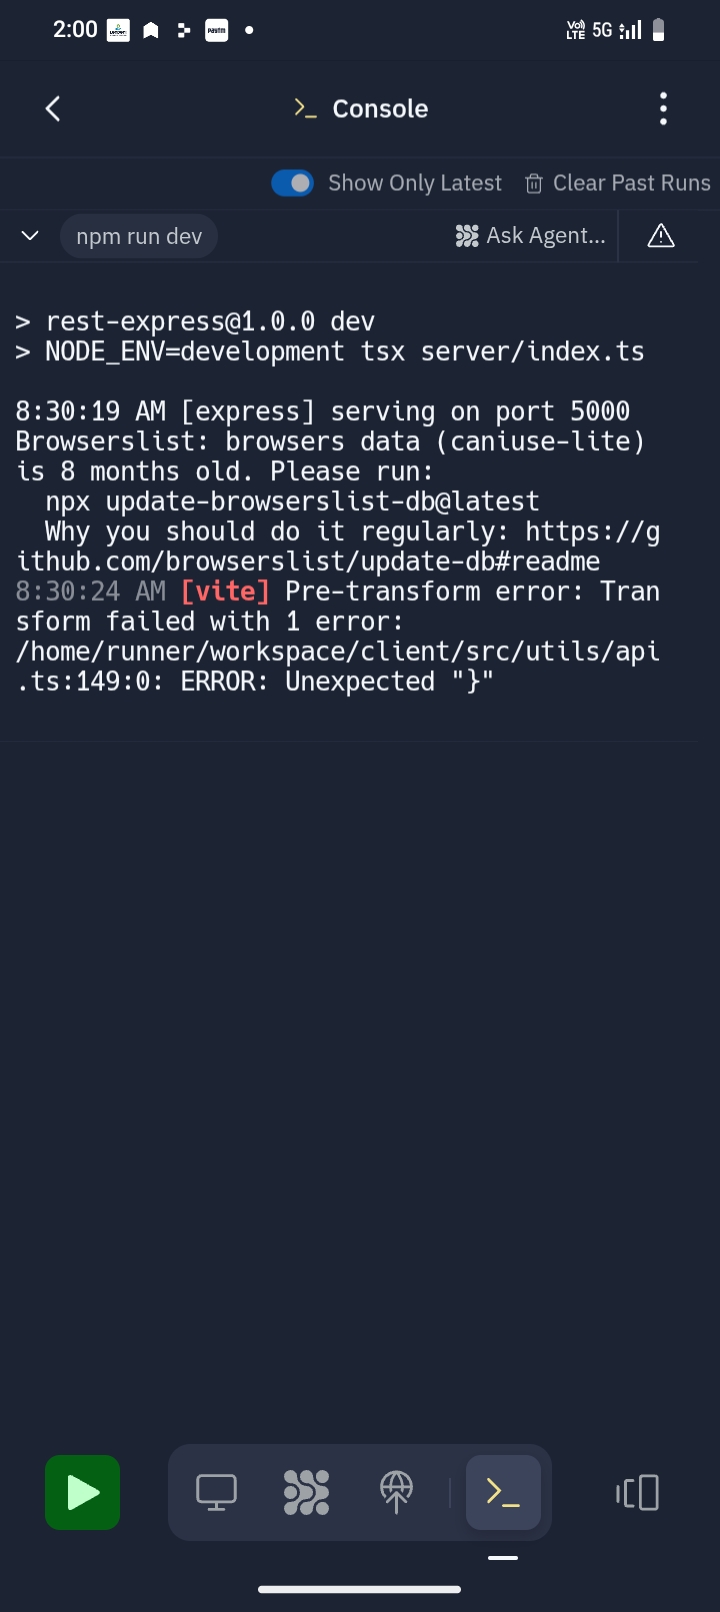 2:00 Paytm VoLTE 5G
Console
Show Only Latest Clear Past Runs
npm run dev Ask Agent...
> rest-express@1.0.0 dev
> NODE_ENV=development tsx server/index.ts
8:30:19 AM [express] serving on port 5000
Browserslist: browsers data (caniuse-lite)
is 8 months old. Please run:
npx update-browserslist-db@latest
Why you should do it regularly: https://g
ithub.com/browserslist/update-db#readme
8:30:24 AM [vite] Pre-transform error: Tran
sform failed with 1 error:
/home/runner/workspace/client/src/utils/api
.ts:149:0: ERROR: Unexpected "}"